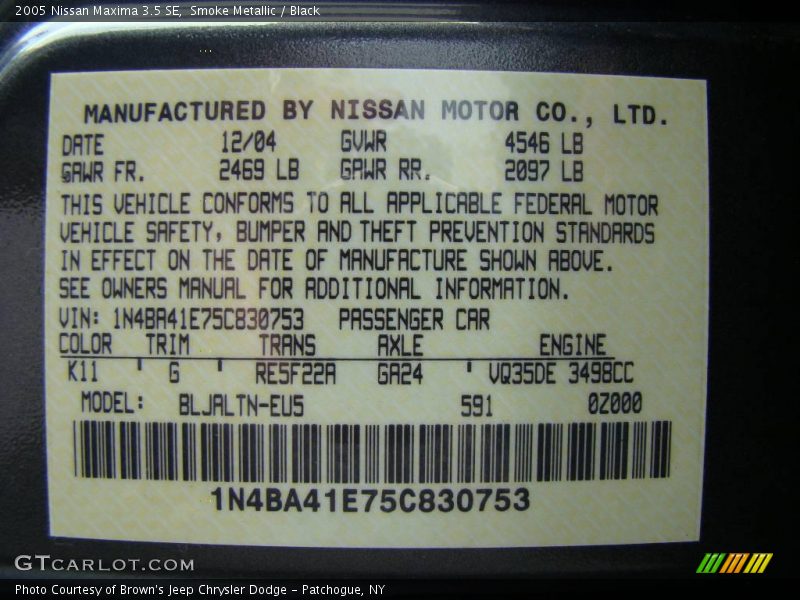 2005 Nissan Maxima 3.5 SE, Smoke Metallic / Black
MANUFACTURED BY NISSAN MOTOR CO., LTD.
DATE 12/04 GVWR 4546 LB
GAWR FR. 2469 LB GAWR RR. 2097 LB
THIS VEHICLE CONFORMS TO ALL APPLICABLE FEDERAL MOTOR
VEHICLE SAFETY, BUMPER AND THEFT PREVENTION STANDARDS
IN EFFECT ON THE DATE OF MANUFACTURE SHOWN ABOVE.
SEE OWNERS MANUAL FOR ADDITIONAL INFORMATION.
VIN: 1N4BA41E75C830753 PASSENGER CAR
COLOR TRIM TRANS AXLE ENGINE
K11 G RE5F22A GA24 VQ35DE 3498CC
MODEL: BLJALTN-EU5 591 0Z000
1N4BA41E75C830753
GTCARLOT.COM
Photo Courtesy of Brown's Jeep Chrysler Dodge - Patchogue, NY